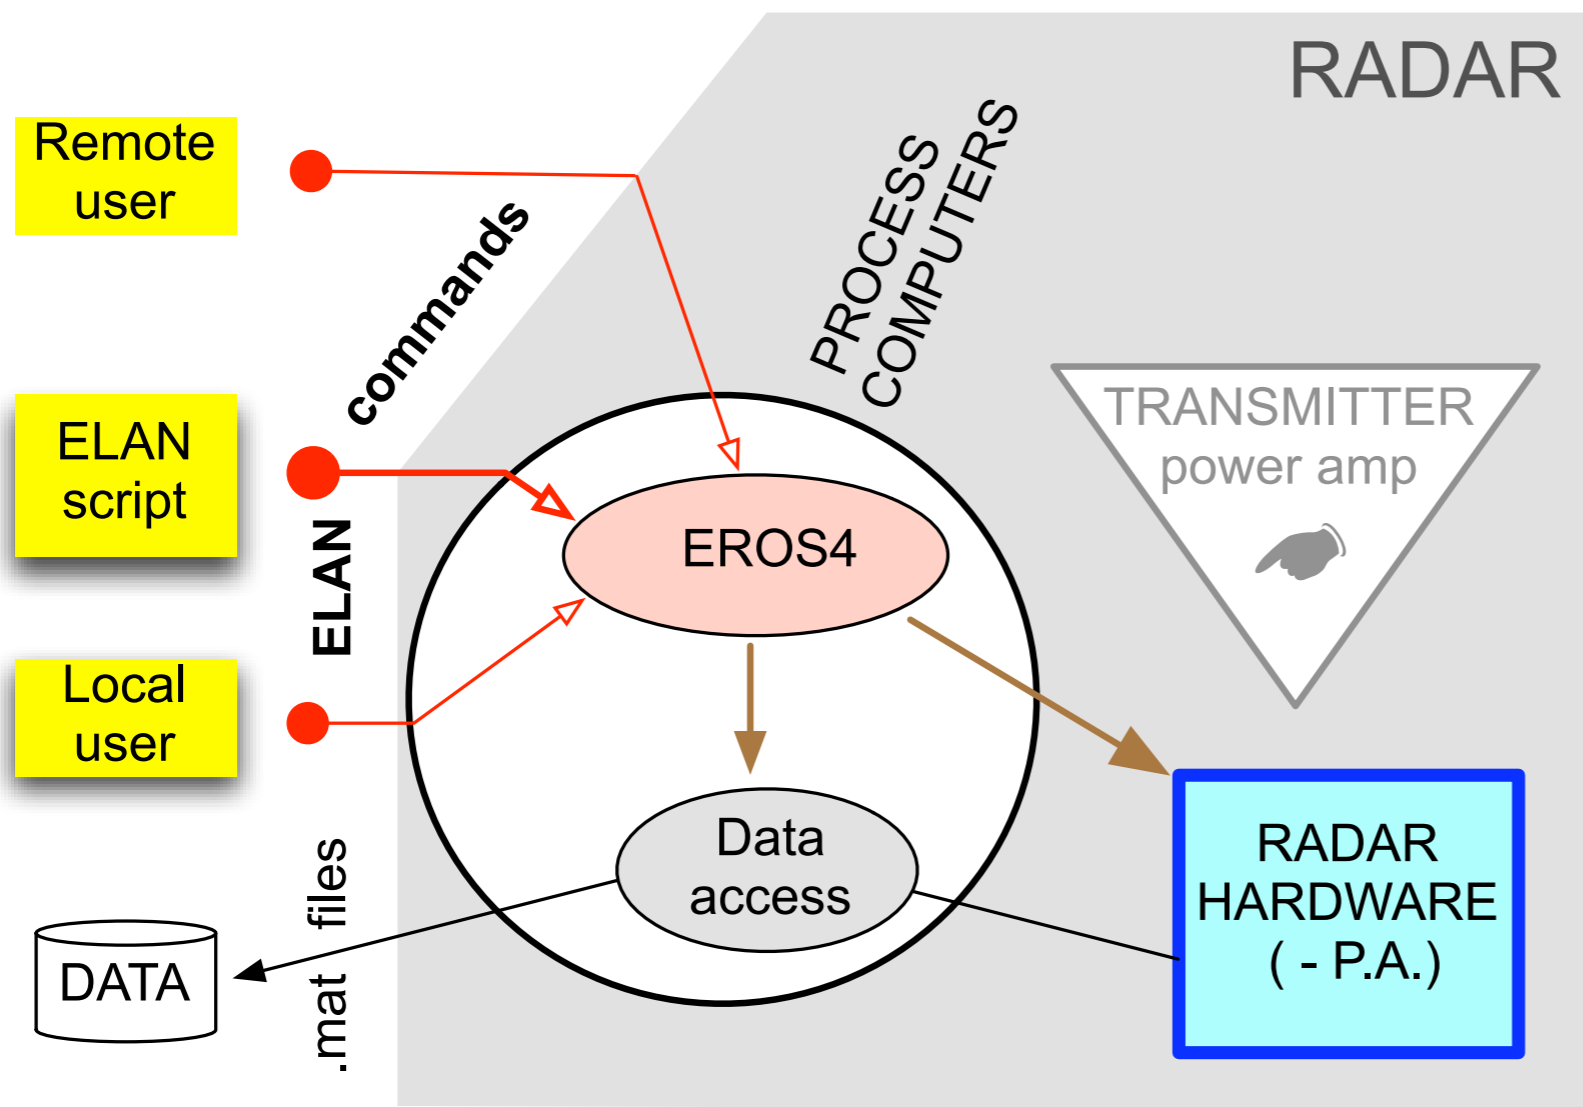 RADAR
Remote
user
commands
PROCESS
COMPUTERS
TRANSMITTER
power amp
ELAN
script
ELAN
EROS4
Local
user
Data
access
RADAR
HARDWARE
( - P.A.)
.mat files
DATA